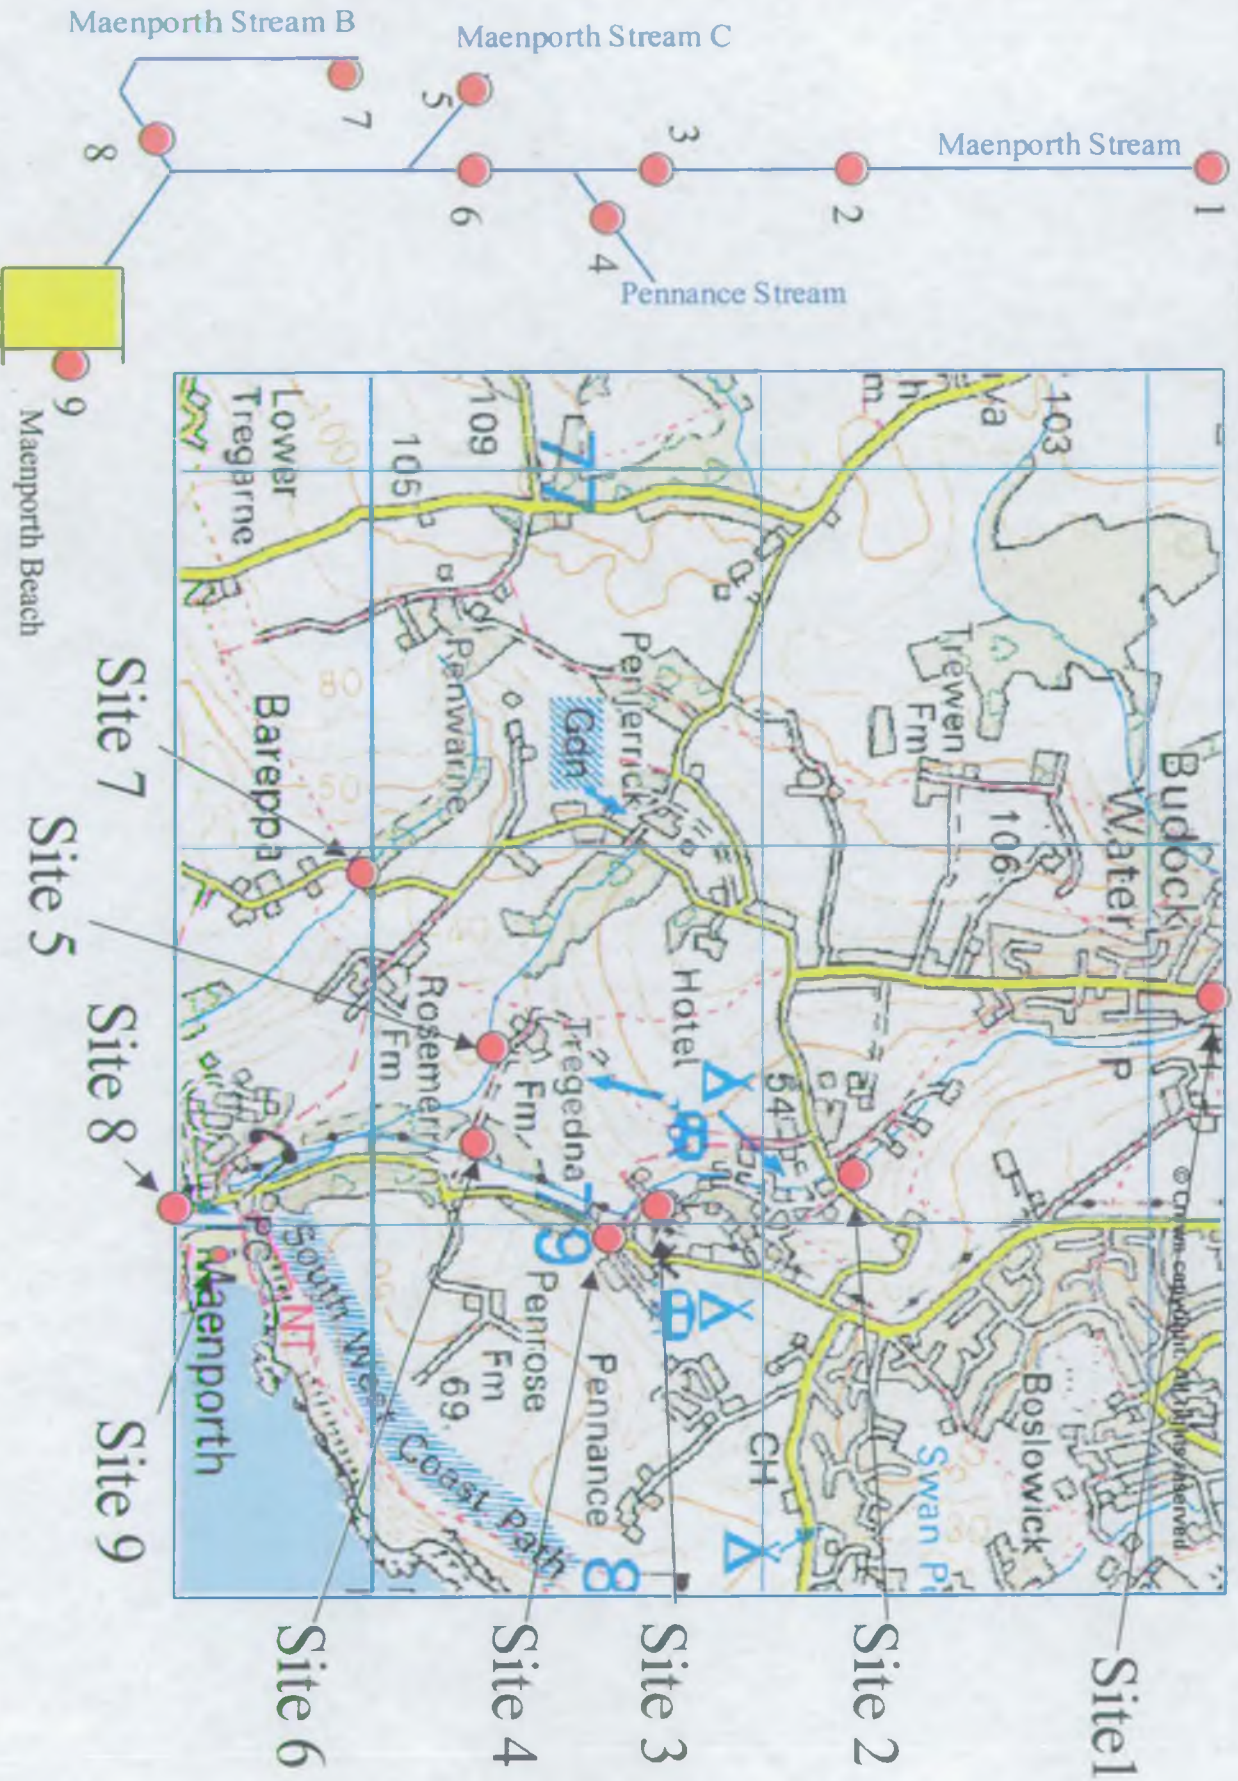 Maenporth Stream B
Maenporth Stream C
Maenporth Stream
Pennance Stream
1
2
3
4
5
6
7
8
9
Maenporth Beach
103
Budock
Water
Trewen
Fm
106
P
© Crown copyright. All rights reserved
Boslowick
Swan P
77
109
105
Lower
Tregarne
100
Penjerrick
Gdn
Penwarne
80
50
Bareppa
Hotel
54
Tregedna
Fm
Rosemerryn
Fm
79
CH
Pennance
8
Penrose
Fm
69
South West Coast Path
NT
Maenporth
Site 1
Site 2
Site 3
Site 4
Site 5
Site 6
Site 7
Site 8
Site 9